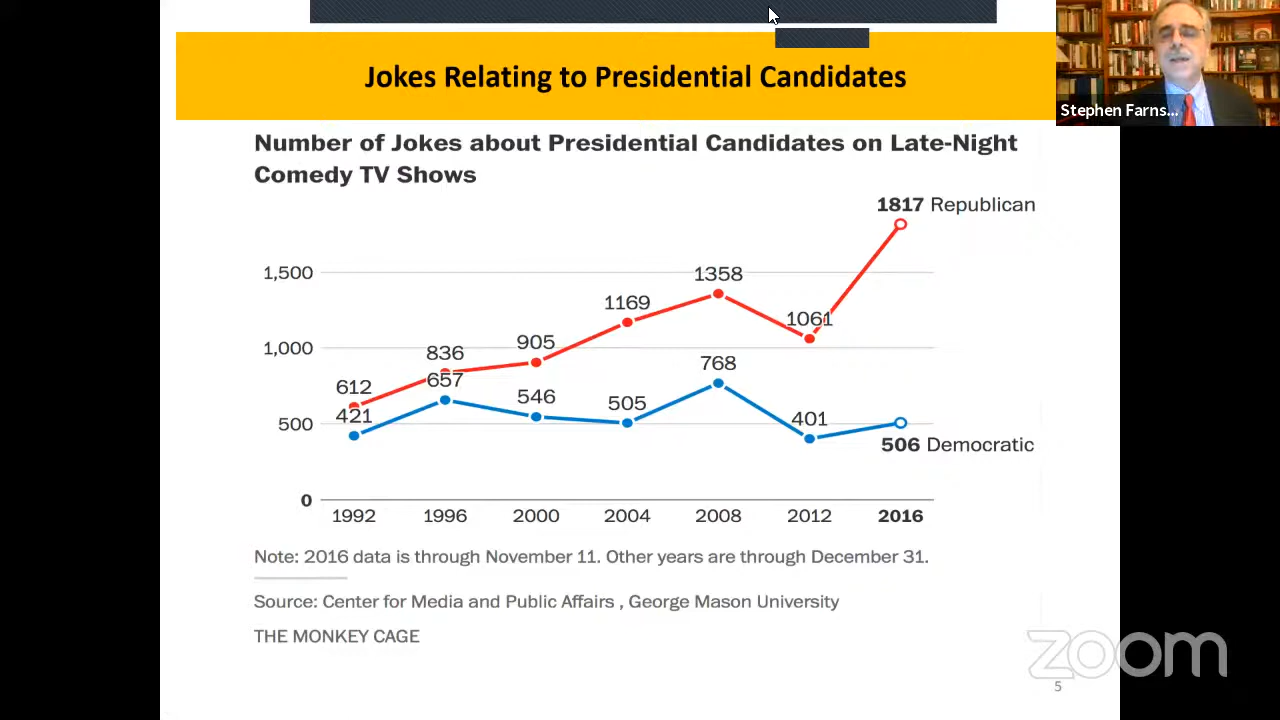 Jokes Relating to Presidential Candidates
Stephen Farns...
Number of Jokes about Presidential Candidates on Late-Night
Comedy TV Shows
1817 Republican
1,500
1358
1169
1061
1,000
905
836
768
657
612
546
505
421
401
500
506 Democratic
0
1992 1996 2000 2004 2008 2012 2016
Note: 2016 data is through November 11. Other years are through December 31.
Source: Center for Media and Public Affairs , George Mason University
THE MONKEY CAGE
zoom
5